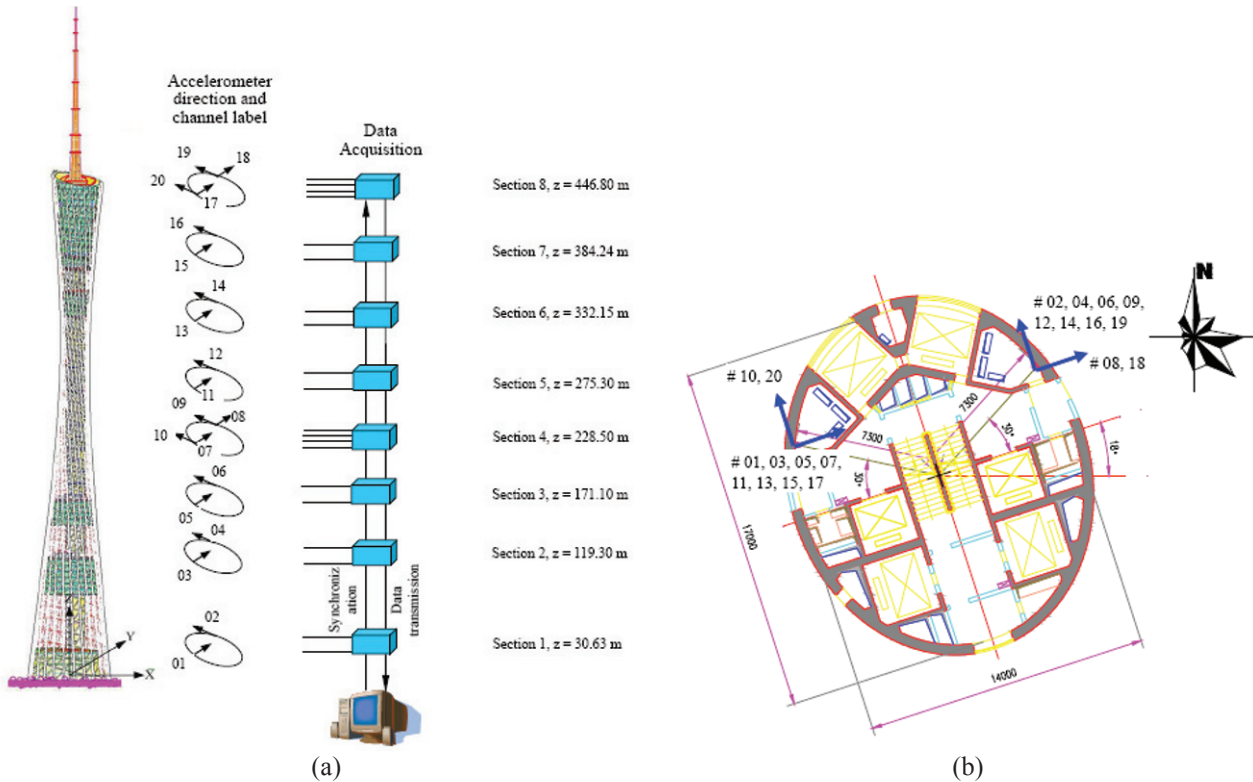 Accelerometer
direction and
channel label
Data
Acquisition
19
18
20
17
Section 8, z = 446.80 m
16
15
Section 7, z = 384.24 m
14
13
Section 6, z = 332.15 m
12
11
Section 5, z = 275.30 m
09
08
10
07
Section 4, z = 228.50 m
06
05
Section 3, z = 171.10 m
04
03
Section 2, z = 119.30 m
Synchroniz
ation
Data
transmission
02
01
Section 1, z = 30.63 m
Z
Y
X
(a)
N
# 02, 04, 06, 09,
12, 14, 16, 19
# 08, 18
# 10, 20
7300
7300
30°
18°
# 01, 03, 05, 07,
11, 13, 15, 17
30°
17000
14000
(b)